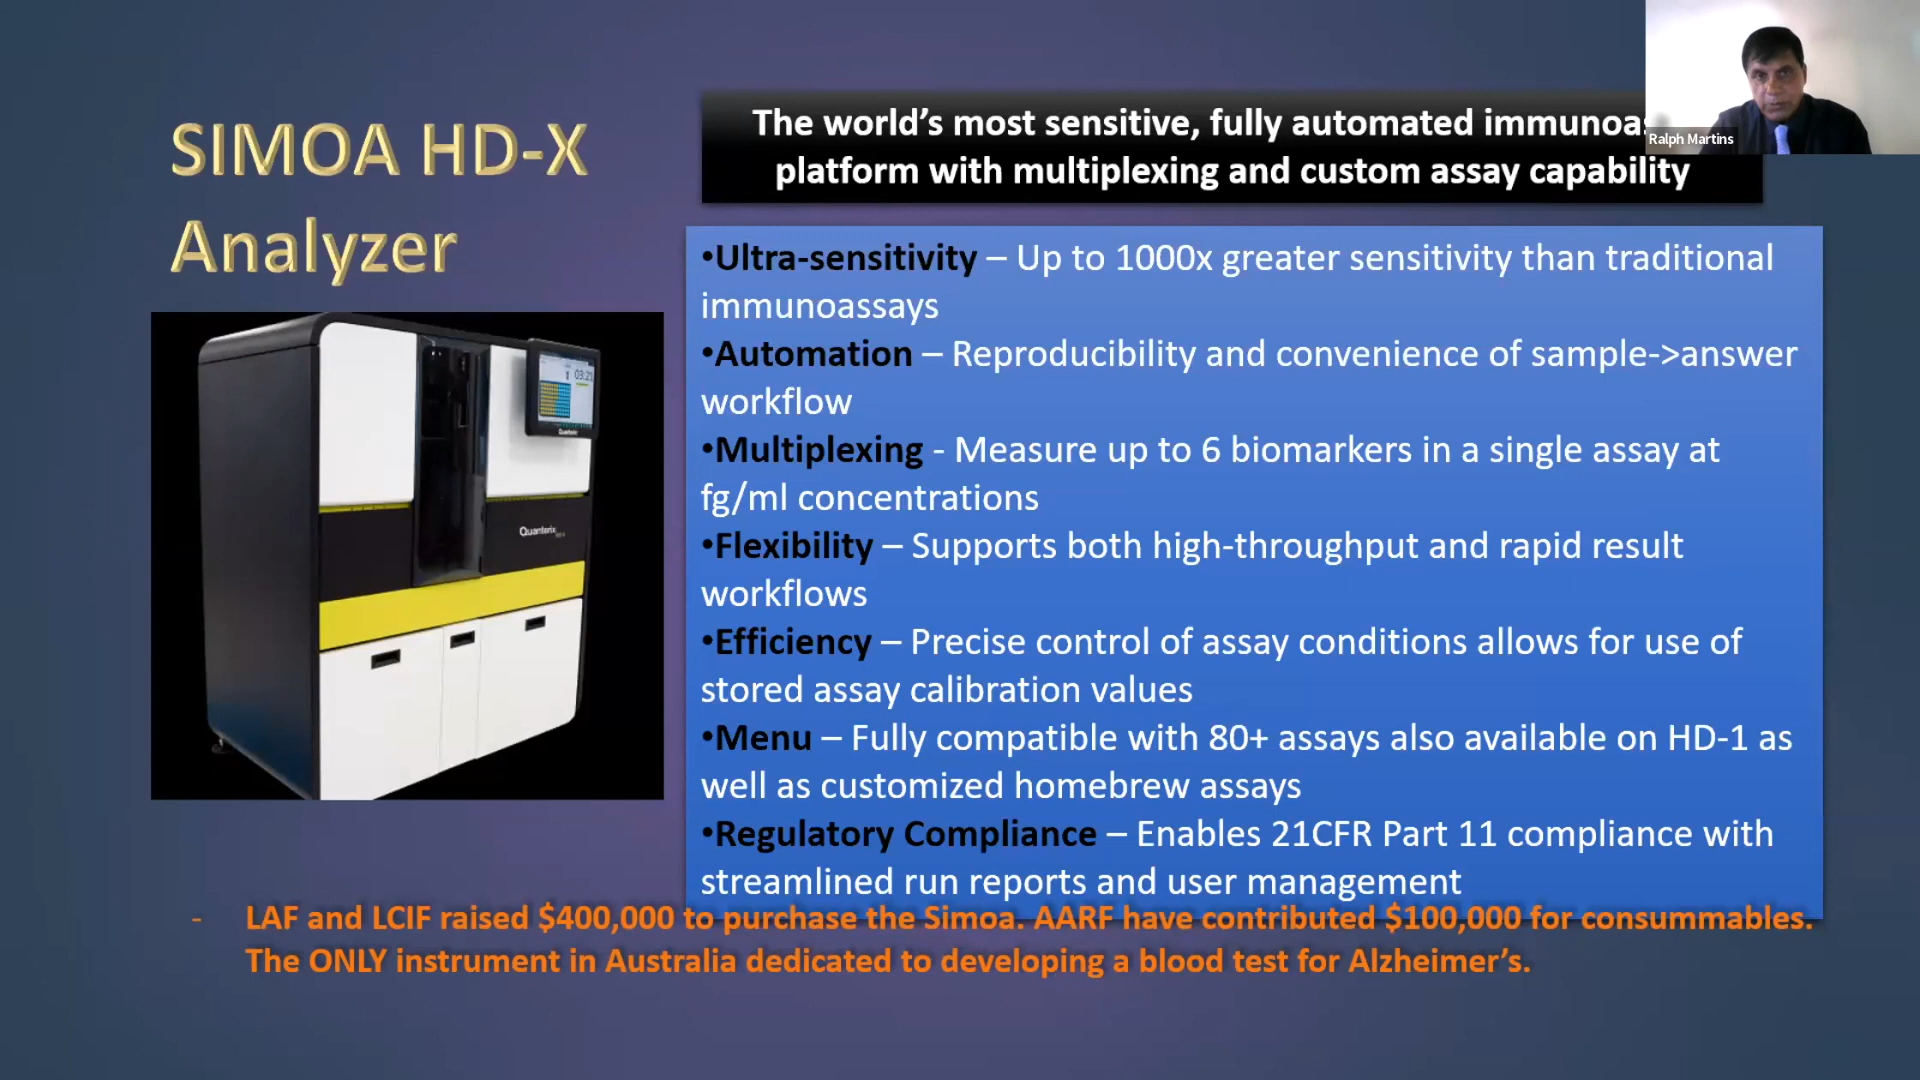 SIMOA HD-X
Analyzer
The world’s most sensitive, fully automated immunoas
platform with multiplexing and custom assay capability
Ralph Martins
•Ultra-sensitivity – Up to 1000x greater sensitivity than traditional
immunoassays
•Automation – Reproducibility and convenience of sample->answer
workflow
•Multiplexing - Measure up to 6 biomarkers in a single assay at
fg/ml concentrations
•Flexibility – Supports both high-throughput and rapid result
workflows
•Efficiency – Precise control of assay conditions allows for use of
stored assay calibration values
•Menu – Fully compatible with 80+ assays also available on HD-1 as
well as customized homebrew assays
•Regulatory Compliance – Enables 21CFR Part 11 compliance with
streamlined run reports and user management
03:21
Quanterix
Quanterix
- LAF and LCIF raised $400,000 to purchase the Simoa. AARF have contributed $100,000 for consummables.
The ONLY instrument in Australia dedicated to developing a blood test for Alzheimer’s.